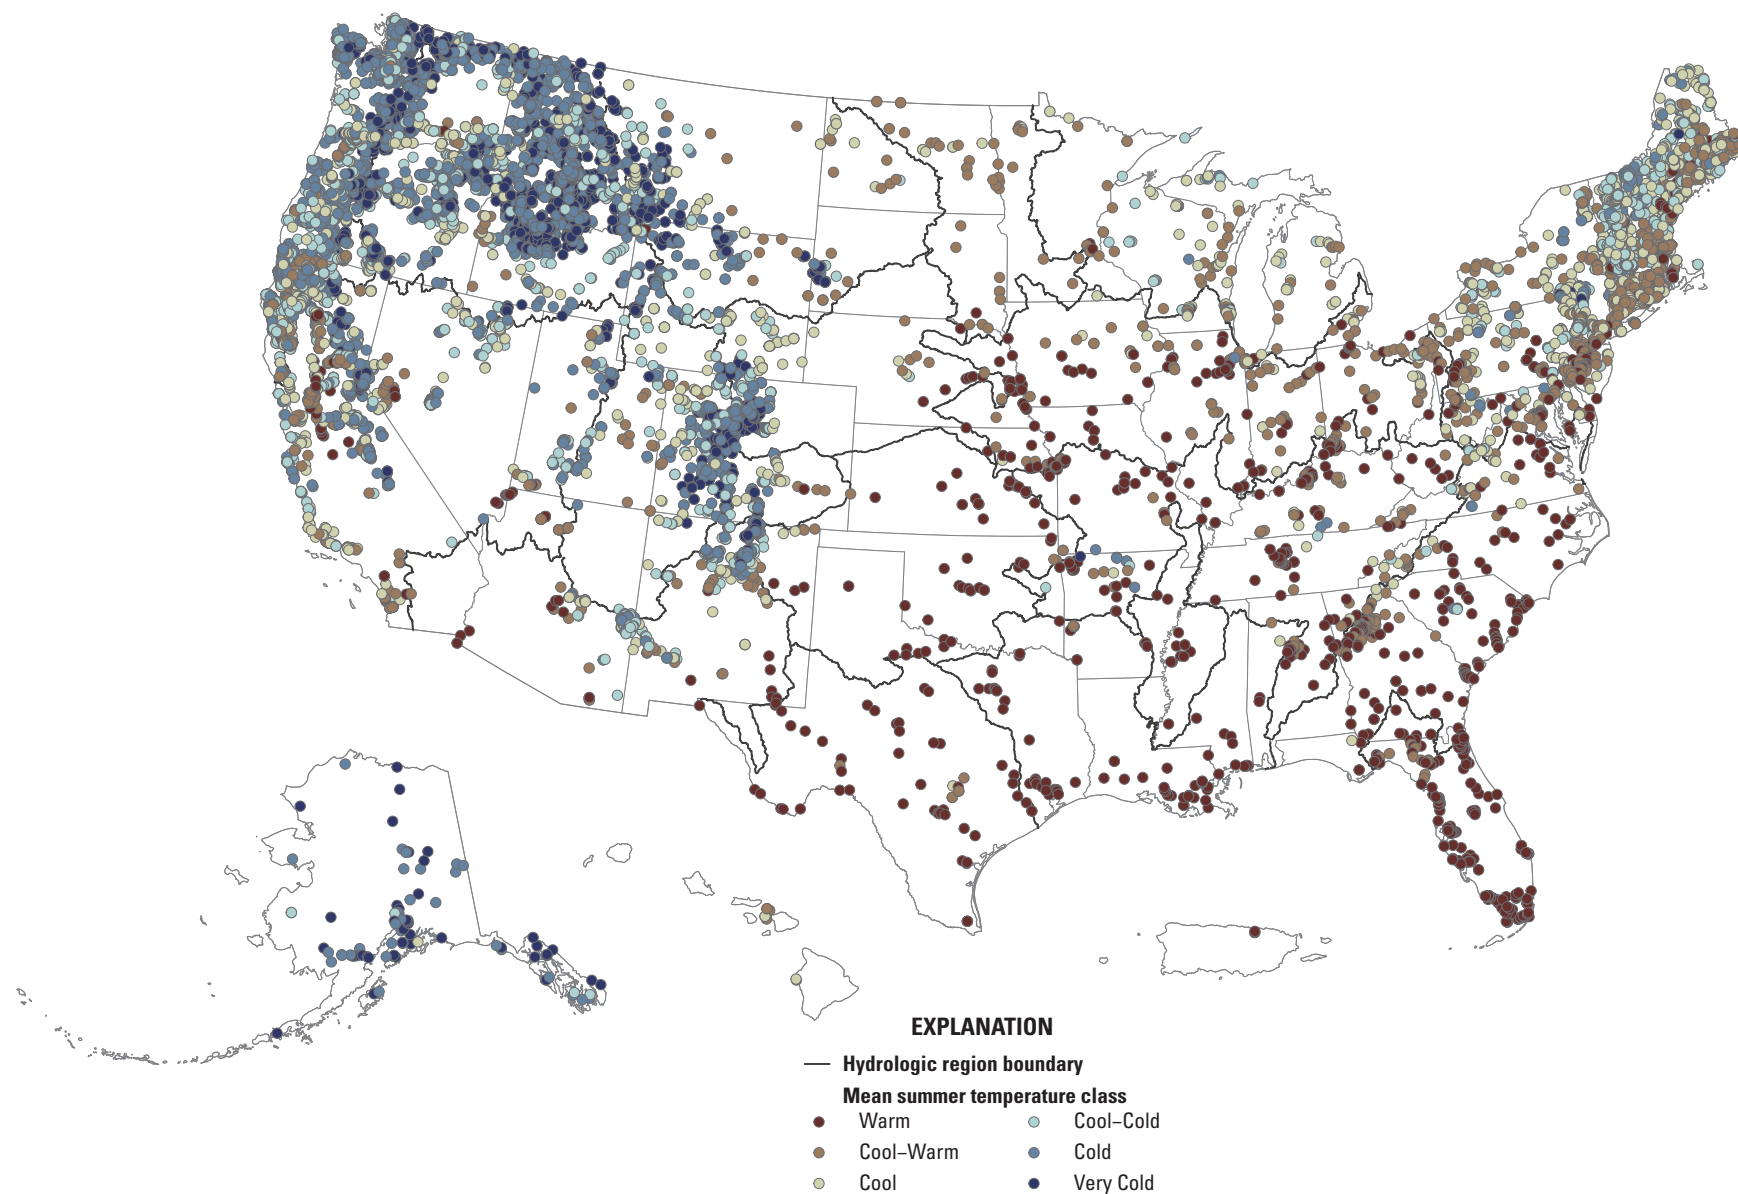 EXPLANATION
Hydrologic region boundary
Mean summer temperature class
Warm
Cool–Warm
Cool
Cool–Cold
Cold
Very Cold